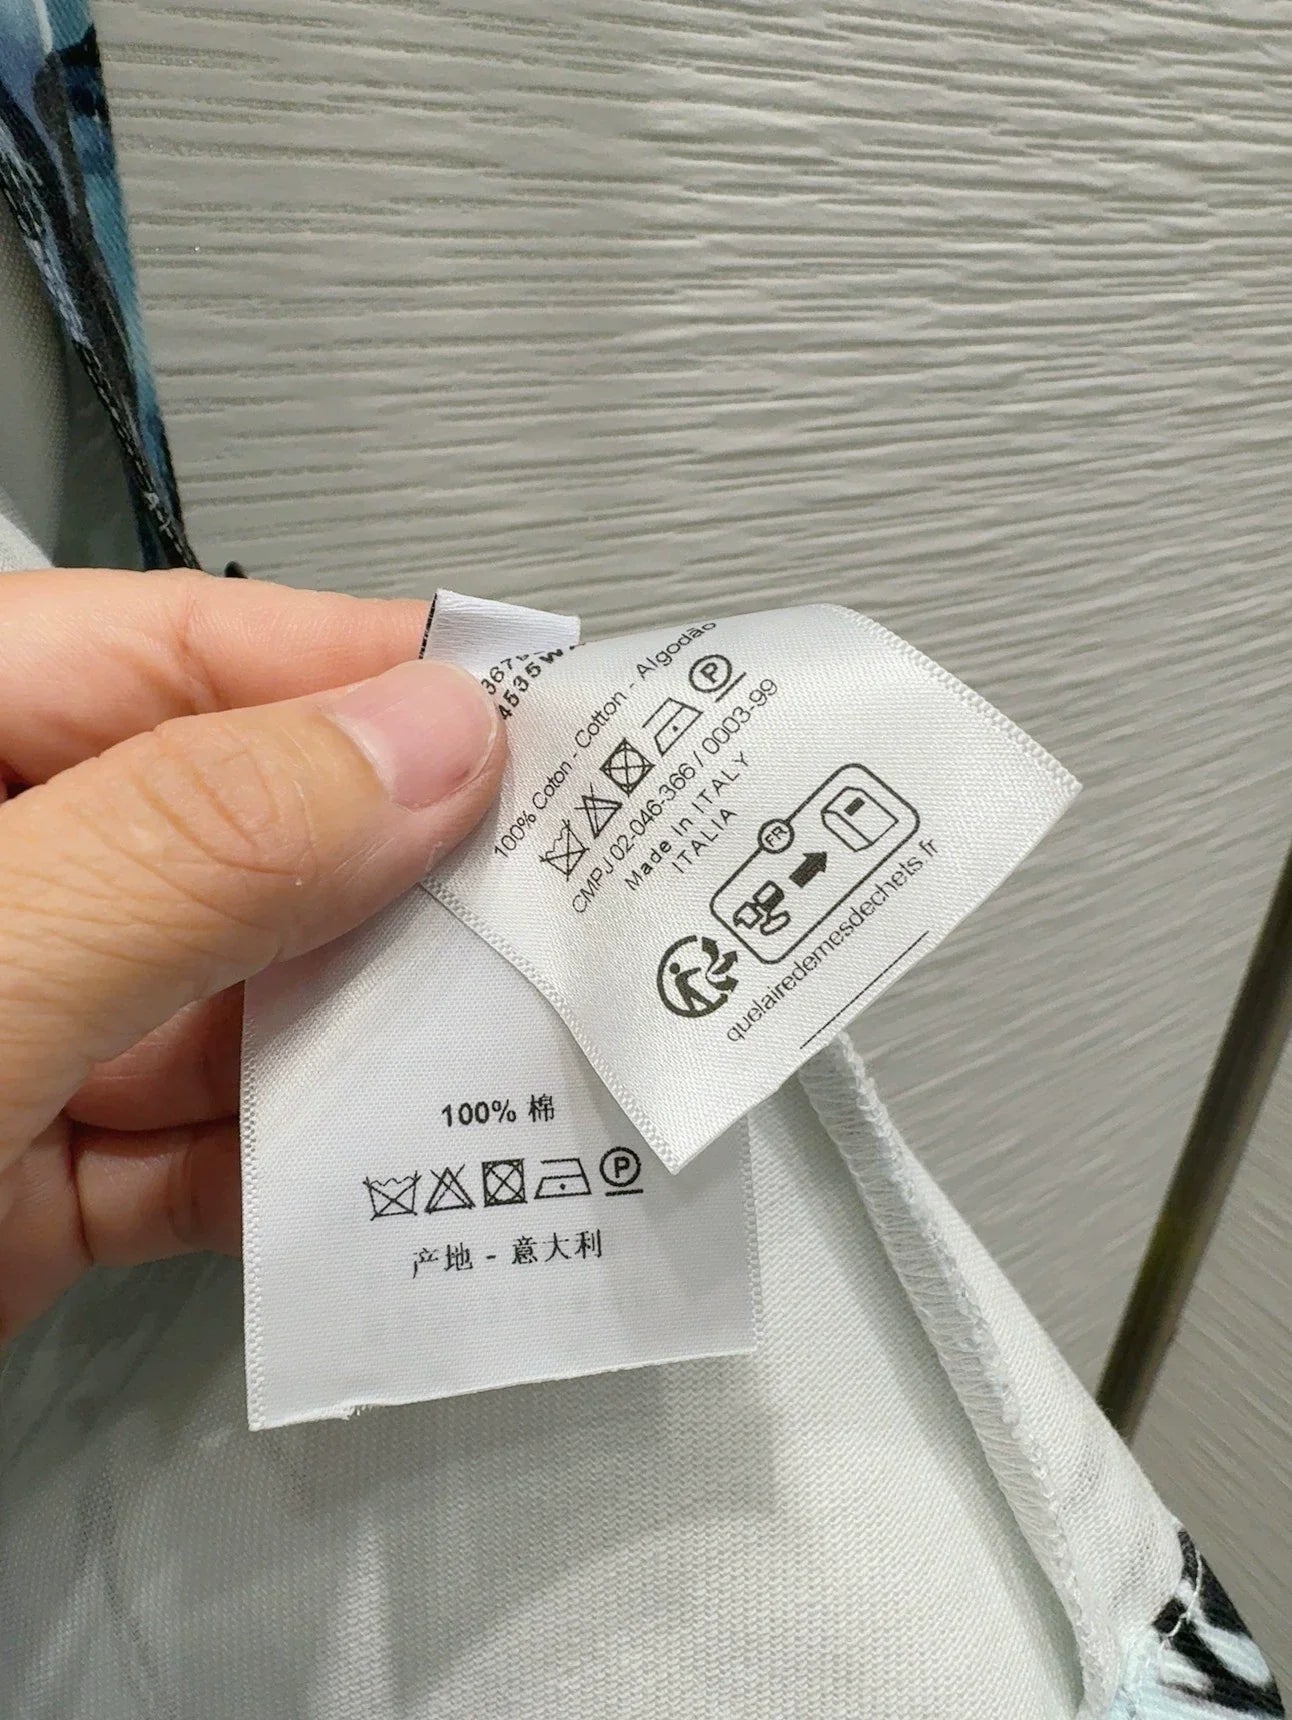 100% Coton - Cotton - Algodão
P
CMPJ 02-046-366 / 0003-99
Made In ITALY
ITALIA
FR
quelairedemesdechets.fr
100% 棉
P
产地 - 意大利